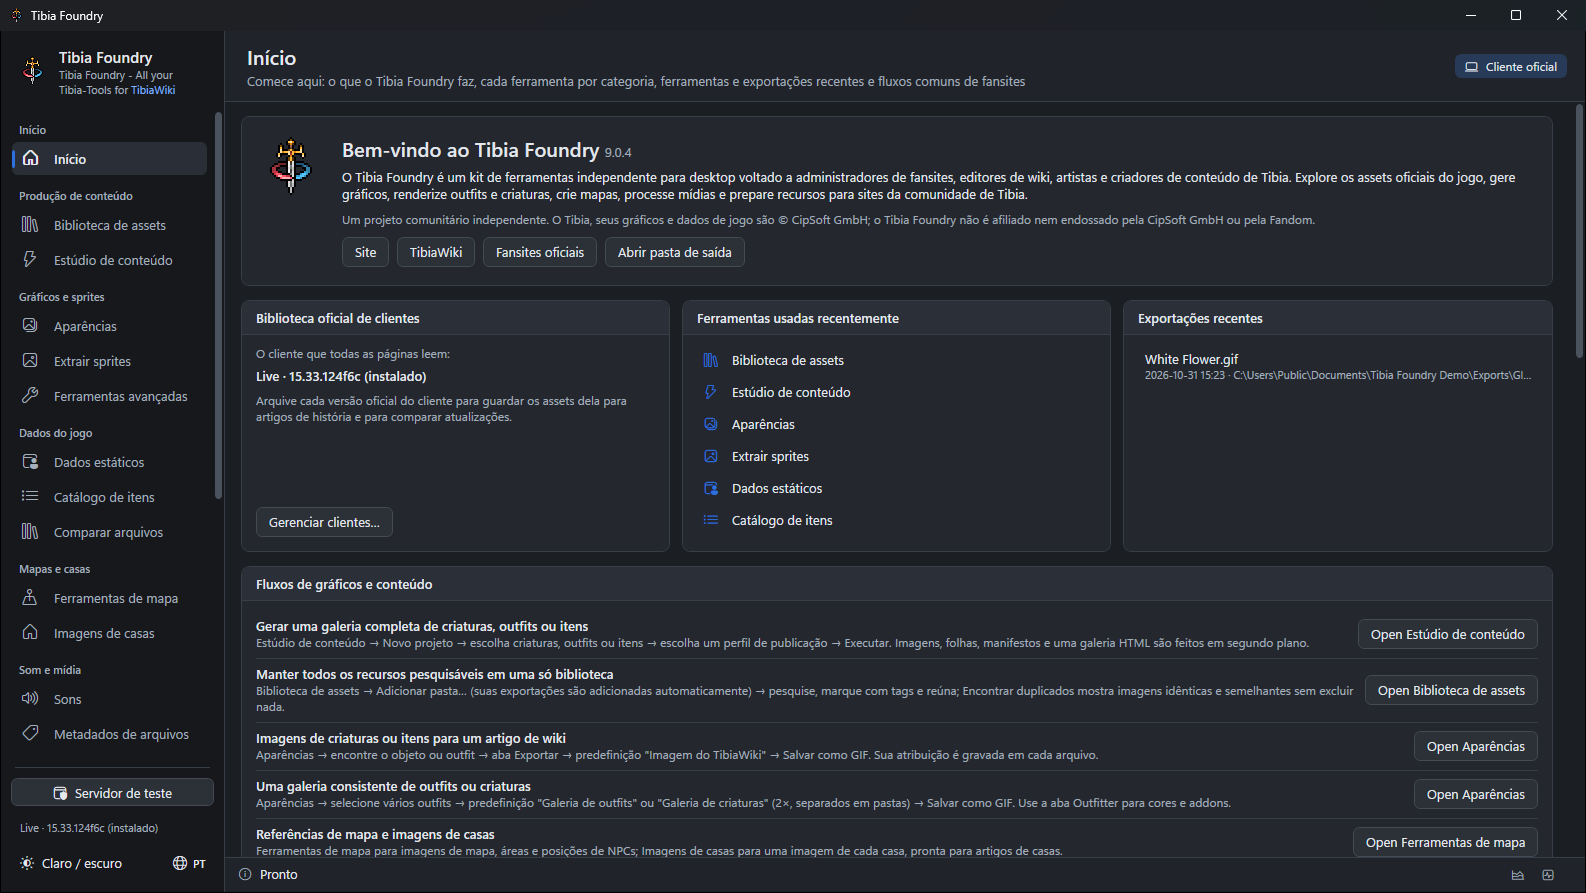 Tibia Foundry
Tibia Foundry
Tibia Foundry - All your
Tibia-Tools for TibiaWiki
Início
Início
Produção de conteúdo
Biblioteca de assets
Estúdio de conteúdo
Gráficos e sprites
Aparências
Extrair sprites
Ferramentas avançadas
Dados do jogo
Dados estáticos
Catálogo de itens
Comparar arquivos
Mapas e casas
Ferramentas de mapa
Imagens de casas
Som e mídia
Sons
Metadados de arquivos
Servidor de teste
Live · 15.33.124f6c (instalado)
Claro / escuro
PT
Início
Comece aqui: o que o Tibia Foundry faz, cada ferramenta por categoria, ferramentas e exportações recentes e fluxos comuns de fansites
Cliente oficial
Bem-vindo ao Tibia Foundry 9.0.4
O Tibia Foundry é um kit de ferramentas independente para desktop voltado a administradores de fansites, editores de wiki, artistas e criadores de conteúdo de Tibia. Explore os assets oficiais do jogo, gere
gráficos, renderize outfits e criaturas, crie mapas, processe mídias e prepare recursos para sites da comunidade de Tibia.
Um projeto comunitário independente. O Tibia, seus gráficos e dados de jogo são © CipSoft GmbH; o Tibia Foundry não é afiliado nem endossado pela CipSoft GmbH ou pela Fandom.
Site
TibiaWiki
Fansites oficiais
Abrir pasta de saída
Biblioteca oficial de clientes
O cliente que todas as páginas leem:
Live · 15.33.124f6c (instalado)
Arquive cada versão oficial do cliente para guardar os assets dela para
artigos de história e para comparar atualizações.
Gerenciar clientes...
Ferramentas usadas recentemente
Biblioteca de assets
Estúdio de conteúdo
Aparências
Extrair sprites
Dados estáticos
Catálogo de itens
Exportações recentes
White Flower.gif
2026-10-31 15:23 · C:\Users\Public\Documents\Tibia Foundry Demo\Exports\GI...
Fluxos de gráficos e conteúdo
Gerar uma galeria completa de criaturas, outfits ou itens
Estúdio de conteúdo → Novo projeto → escolha criaturas, outfits ou itens → escolha um perfil de publicação → Executar. Imagens, folhas, manifestos e uma galeria HTML são feitos em segundo plano.
Open Estúdio de conteúdo
Manter todos os recursos pesquisáveis em uma só biblioteca
Biblioteca de assets → Adicionar pasta... (suas exportações são adicionadas automaticamente) → pesquise, marque com tags e reúna; Encontrar duplicados mostra imagens idênticas e semelhantes sem excluir
nada.
Open Biblioteca de assets
Imagens de criaturas ou itens para um artigo de wiki
Aparências → encontre o objeto ou outfit → aba Exportar → predefinição "Imagem do TibiaWiki" → Salvar como GIF. Sua atribuição é gravada em cada arquivo.
Open Aparências
Uma galeria consistente de outfits ou criaturas
Aparências → selecione vários outfits → predefinição "Galeria de outfits" ou "Galeria de criaturas" (2×, separados em pastas) → Salvar como GIF. Use a aba Outfitter para cores e addons.
Open Aparências
Referências de mapa e imagens de casas
Ferramentas de mapa para imagens de mapa, áreas e posições de NPCs; Imagens de casas para uma imagem de cada casa, pronta para artigos de casas.
Open Ferramentas de mapa
Pronto